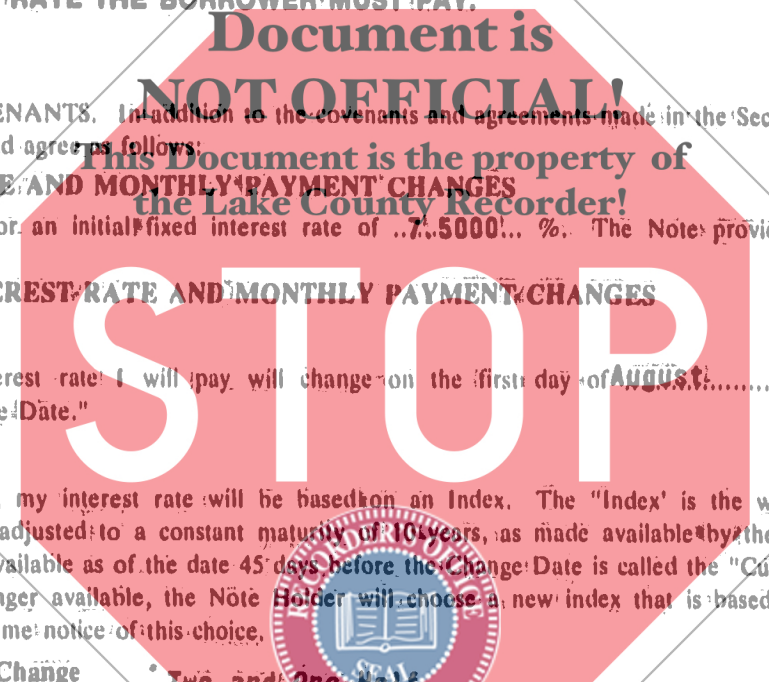 RATE THE BORROWER MUST PAY.
Document is
NOT OFFICIAL!
ENANTS. In addition to the covenants and agreements made in the Sec
d agree as follows:
This Document is the property of
E AND MONTHLY PAYMENT CHANGES
the Lake County Recorder!
or an initial fixed interest rate of ..7.5000.. %. The Note provi
EREST RATE AND MONTHLY PAYMENT CHANGES
STOP
erest rate I will pay will change on the first day of August.........
e Date."
my interest rate will be based on an Index. The "Index' is the w
adjusted to a constant maturity of 10 years, as made available by the
vailable as of the date 45 days before the Change Date is called the "Cu
nger available, the Note Holder will choose a new index that is based
me notice of this choice.
RECORDER'S OFFICE
SEAL
Change
Two and One Half